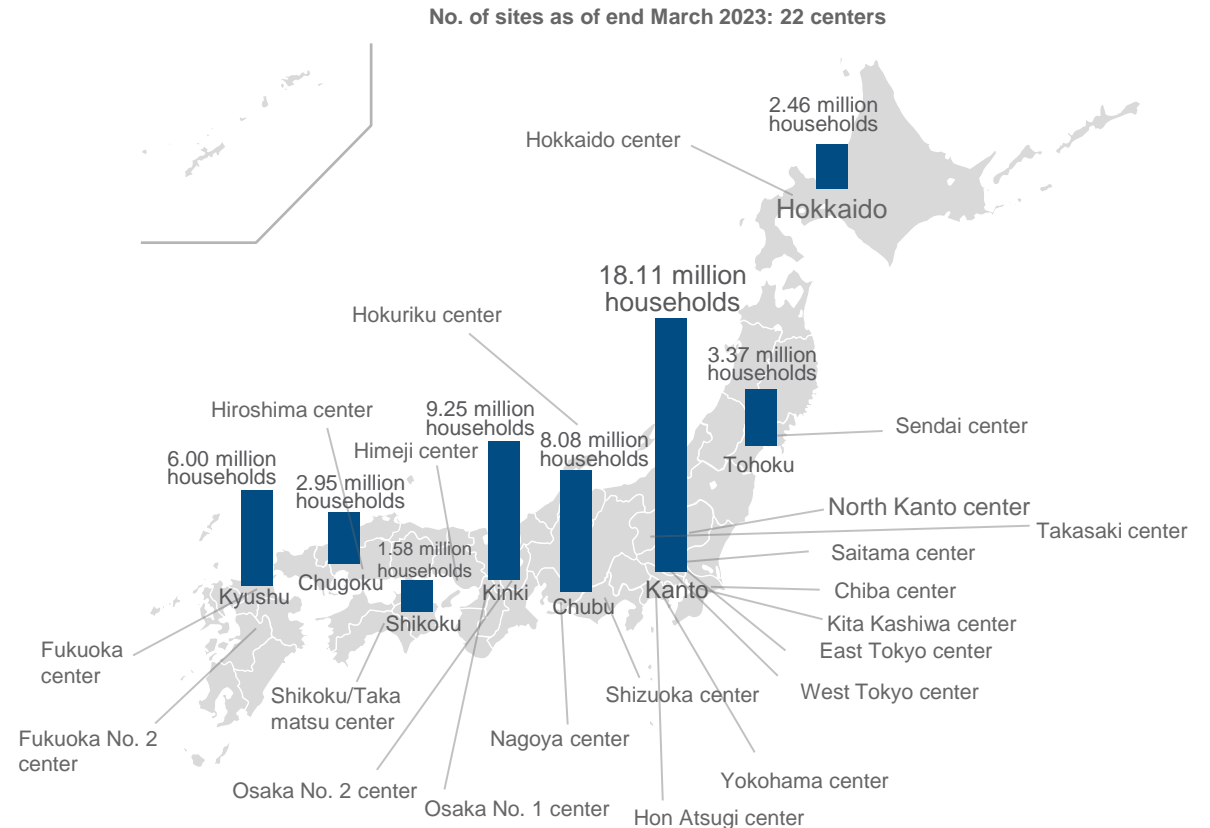 No. of sites as of end March 2023: 22 centers
2.46 million
households
Hokkaido center
Hokkaido
18.11 million
households
Hokuriku center
3.37 million
households
Hiroshima center
9.25 million
households
Sendai center
Himeji center
8.08 million
households
6.00 million
households
Tohoku
2.95 million
households
North Kanto center
Takasaki center
1.58 million
households
Saitama center
Chugoku
Kyushu
Kinki
Chubu
Kanto
Chiba center
Shikoku
Kita Kashiwa center
Fukuoka
center
East Tokyo center
Shikoku/Taka
matsu center
Shizuoka center
West Tokyo center
Fukuoka No. 2
center
Nagoya center
Yokohama center
Osaka No. 2 center
Osaka No. 1 center
Hon Atsugi center